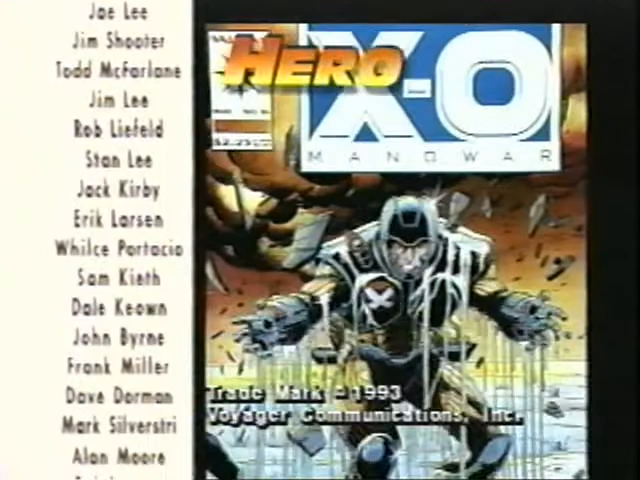 Jae Lee
Jim Shooter
Todd McFarlane
Jim Lee
Rob Liefeld
Stan Lee
Jack Kirby
Erik Larsen
Whilce Portacio
Sam Kieth
Dale Keown
John Byrne
Frank Miller
Dave Dorman
Mark Silverstri
Alan Moore
HERO
X-O
MANOWAR
Trade Mark - 1993
Voyager Communications, Inc.